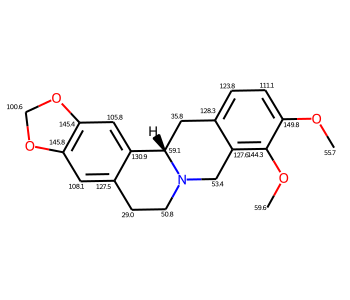 123.8 111.1
100.6 O 145.4 105.8 35.8 128.3 149.8 O
H 55.7
O 145.8 130.9 59.1 127.6 144.3
108.1 127.5 N 53.4 O
29.0 50.8 59.6